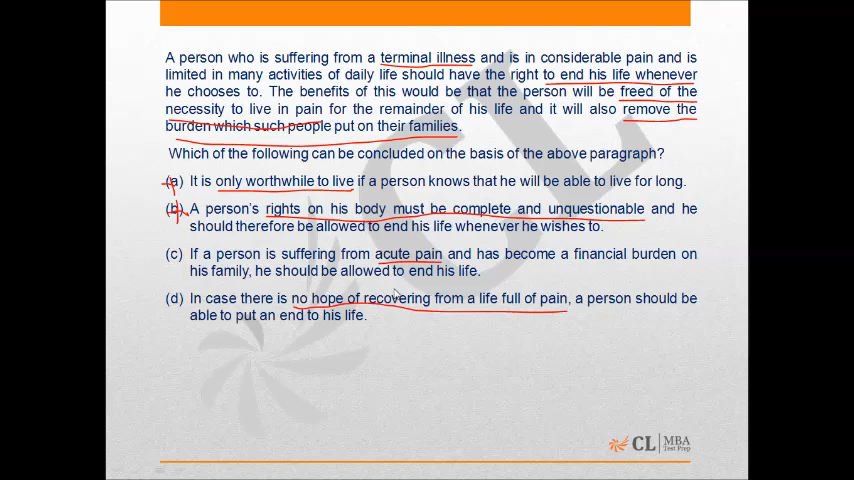 A person who is suffering from a terminal illness and is in considerable pain and is
limited in many activities of daily life should have the right to end his life whenever
he chooses to. The benefits of this would be that the person will be freed of the
necessity to live in pain for the remainder of his life and it will also remove the
burden which such people put on their families.
Which of the following can be concluded on the basis of the above paragraph?
(a) It is only worthwhile to live if a person knows that he will be able to live for long.
(b) A person's rights on his body must be complete and unquestionable and he
should therefore be allowed to end his life whenever he wishes to.
(c) If a person is suffering from acute pain and has become a financial burden on
his family, he should be allowed to end his life.
(d) In case there is no hope of recovering from a life full of pain, a person should be
able to put an end to his life.
CL
CL MBA
Test Prep